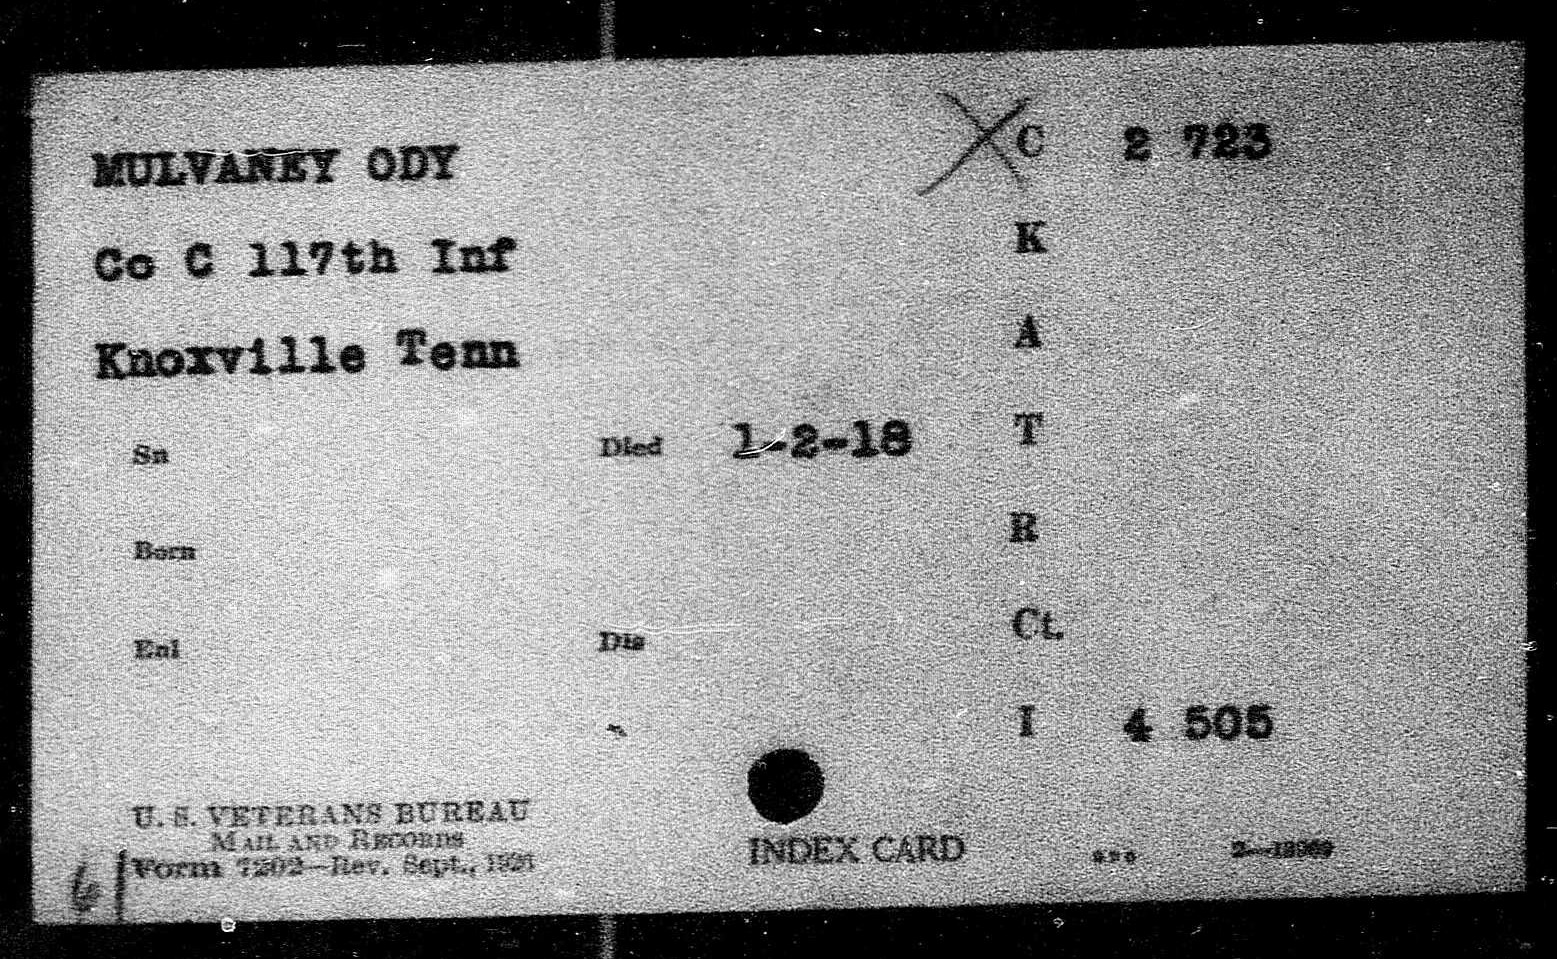 MULVANEY ODY
C 2 723
Co C 117th Inf
K
Knoxville Tenn
A
Sn
Died 1-2-18
T
Born
R
Enl
Dis
Ct.
I 4 505
U. S. VETERANS BUREAU
MAIL AND RECORDS
Form 7202—Rev. Sept., 
INDEX CARD